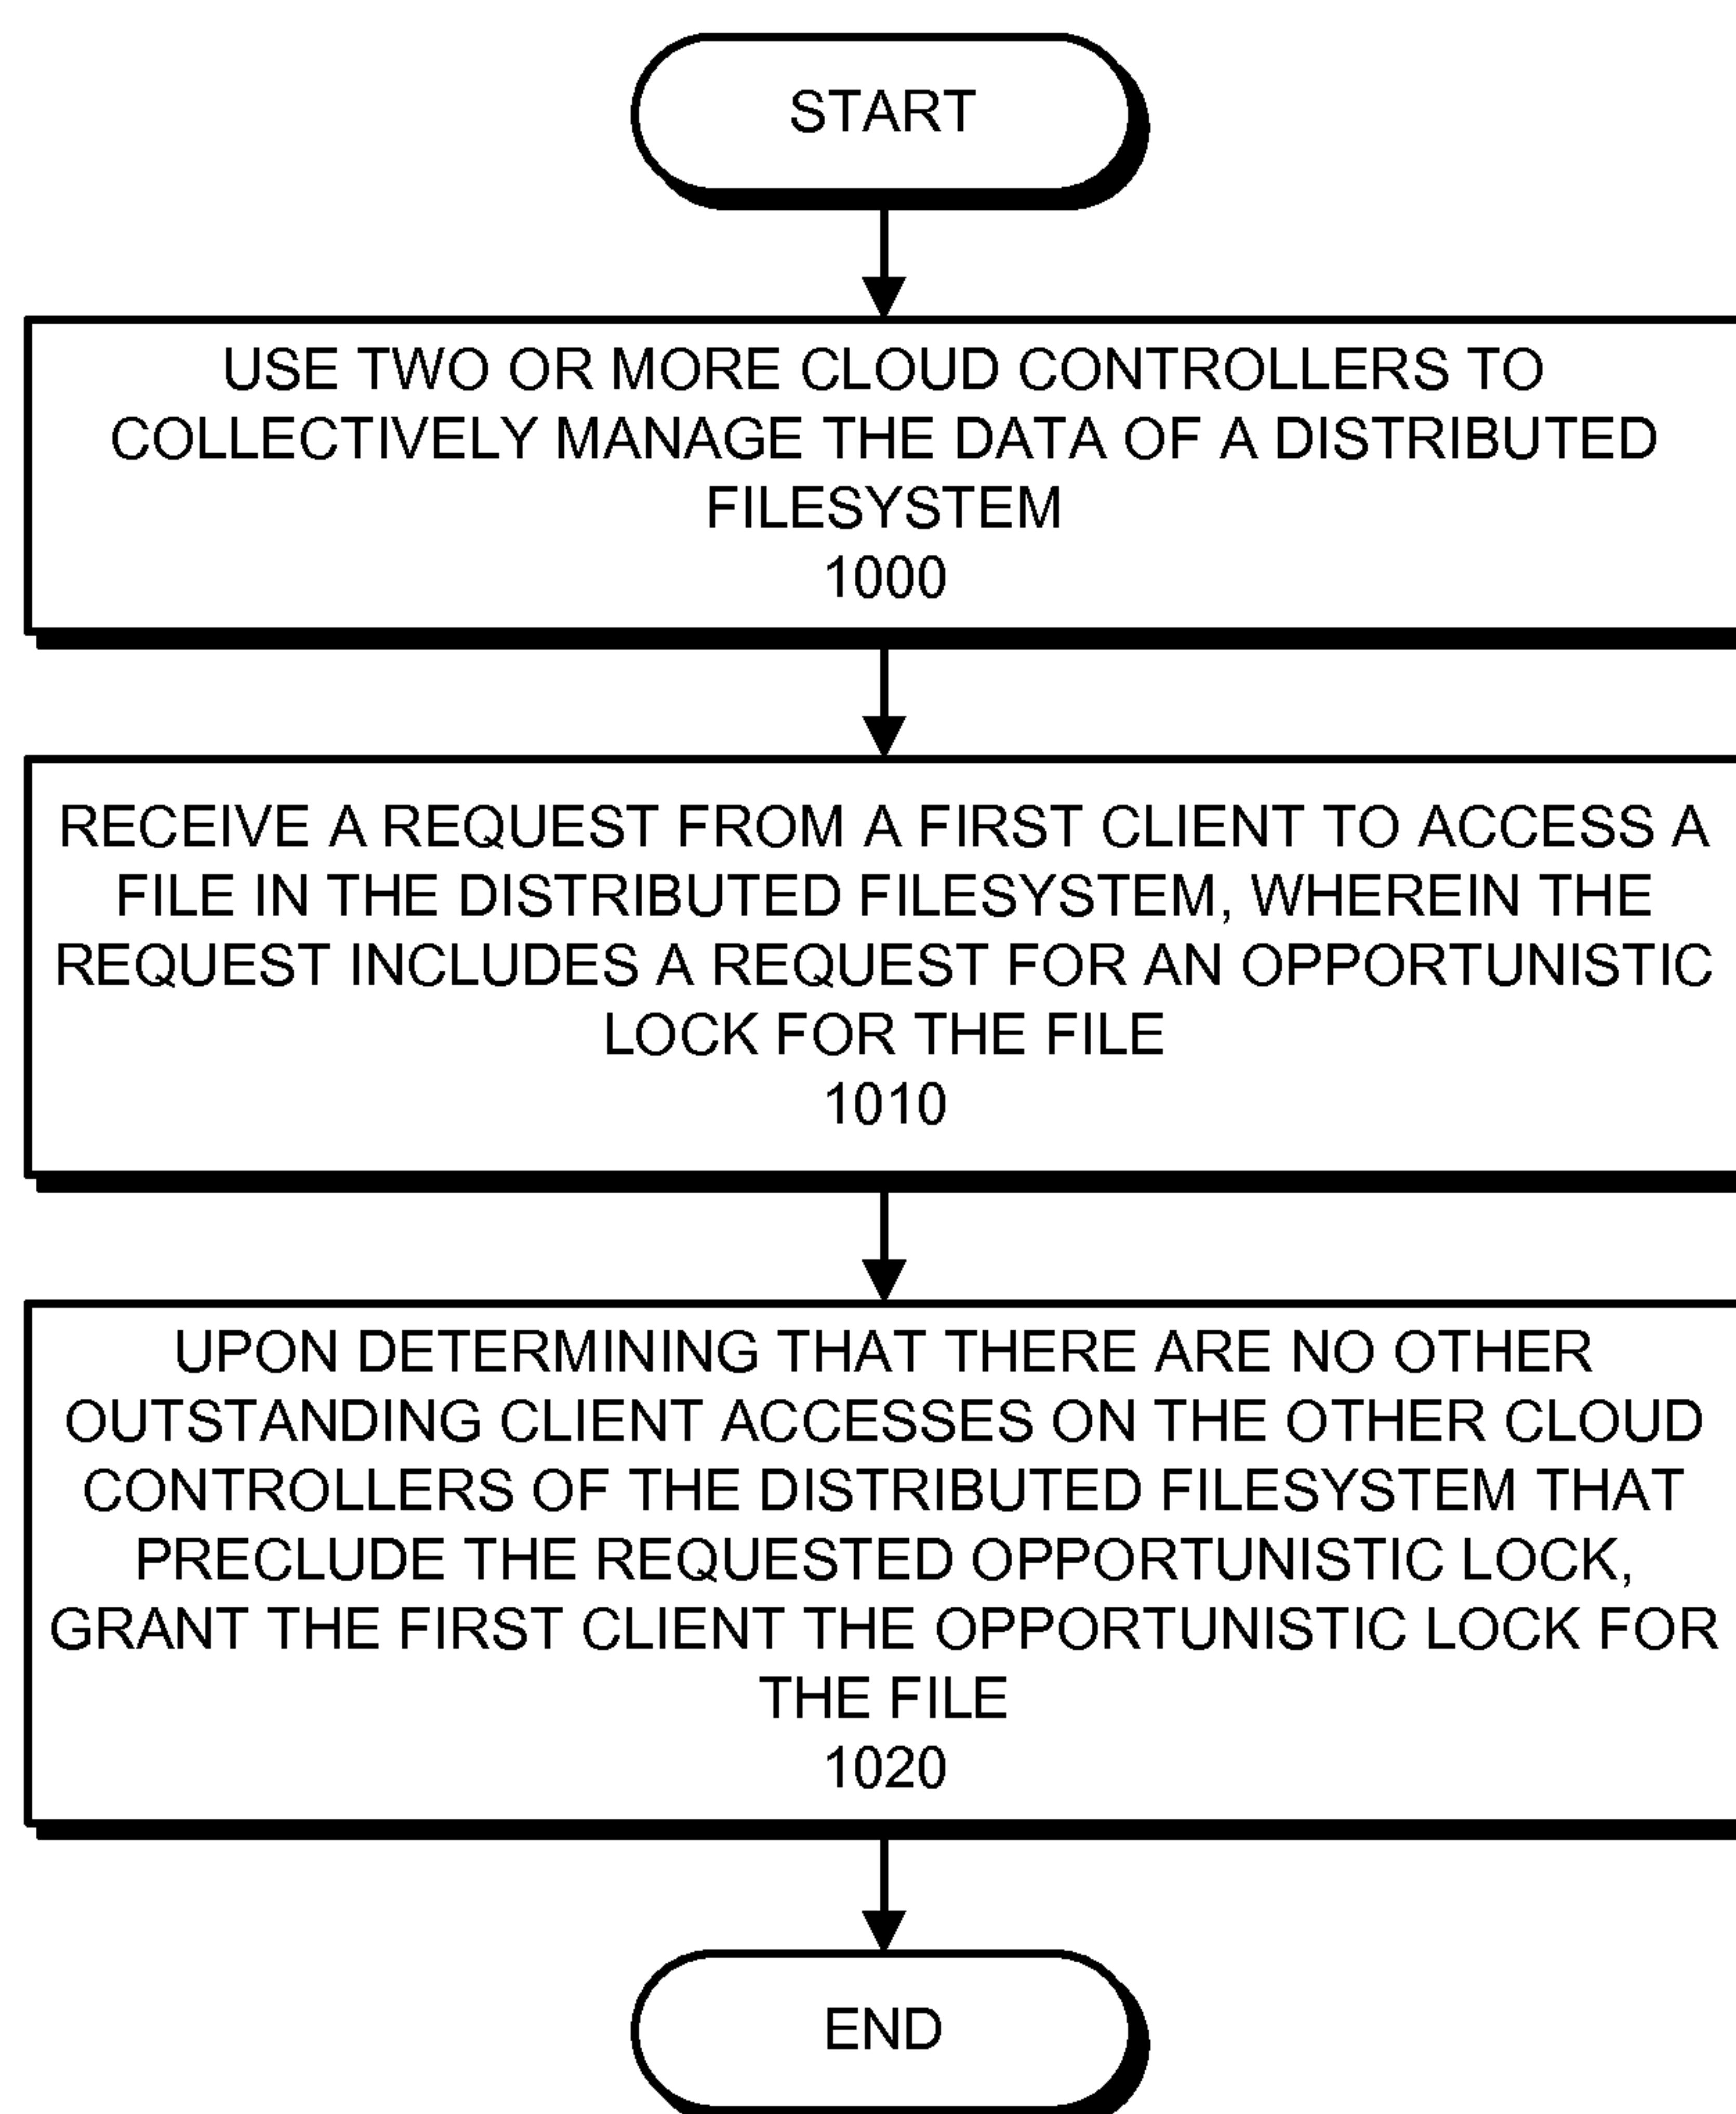 START
USE TWO OR MORE CLOUD CONTROLLERS TO
COLLECTIVELY MANAGE THE DATA OF A DISTRIBUTED
FILESYSTEM
1000
RECEIVE A REQUEST FROM A FIRST CLIENT TO ACCESS A
FILE IN THE DISTRIBUTED FILESYSTEM, WHEREIN THE
REQUEST INCLUDES A REQUEST FOR AN OPPORTUNISTIC
LOCK FOR THE FILE
1010
UPON DETERMINING THAT THERE ARE NO OTHER
OUTSTANDING CLIENT ACCESSES ON THE OTHER CLOUD
CONTROLLERS OF THE DISTRIBUTED FILESYSTEM THAT
PRECLUDE THE REQUESTED OPPORTUNISTIC LOCK,
GRANT THE FIRST CLIENT THE OPPORTUNISTIC LOCK FOR
THE FILE
1020
END